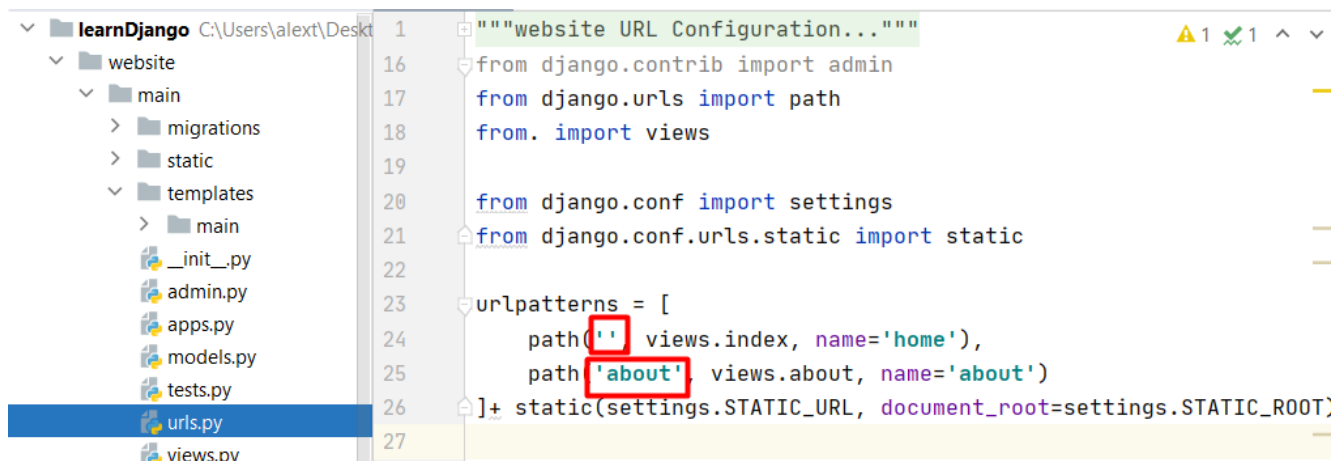 learnDjango C:\Users\alext\Deskt
website
main
migrations
static
templates
main
__init__.py
admin.py
apps.py
models.py
tests.py
urls.py
views.py
1 """website URL Configuration..."""
16 from django.contrib import admin
17 from django.urls import path
18 from. import views
19
20 from django.conf import settings
21 from django.conf.urls.static import static
22
23 urlpatterns = [
24 path('', views.index, name='home'),
25 path('about', views.about, name='about')
26 ]+ static(settings.STATIC_URL, document_root=settings.STATIC_ROOT)
27
1 1